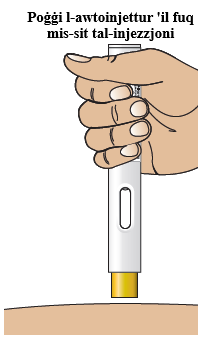 Poġġi l-awtoinjettur 'il fuq
mis-sit tal-injezzjoni